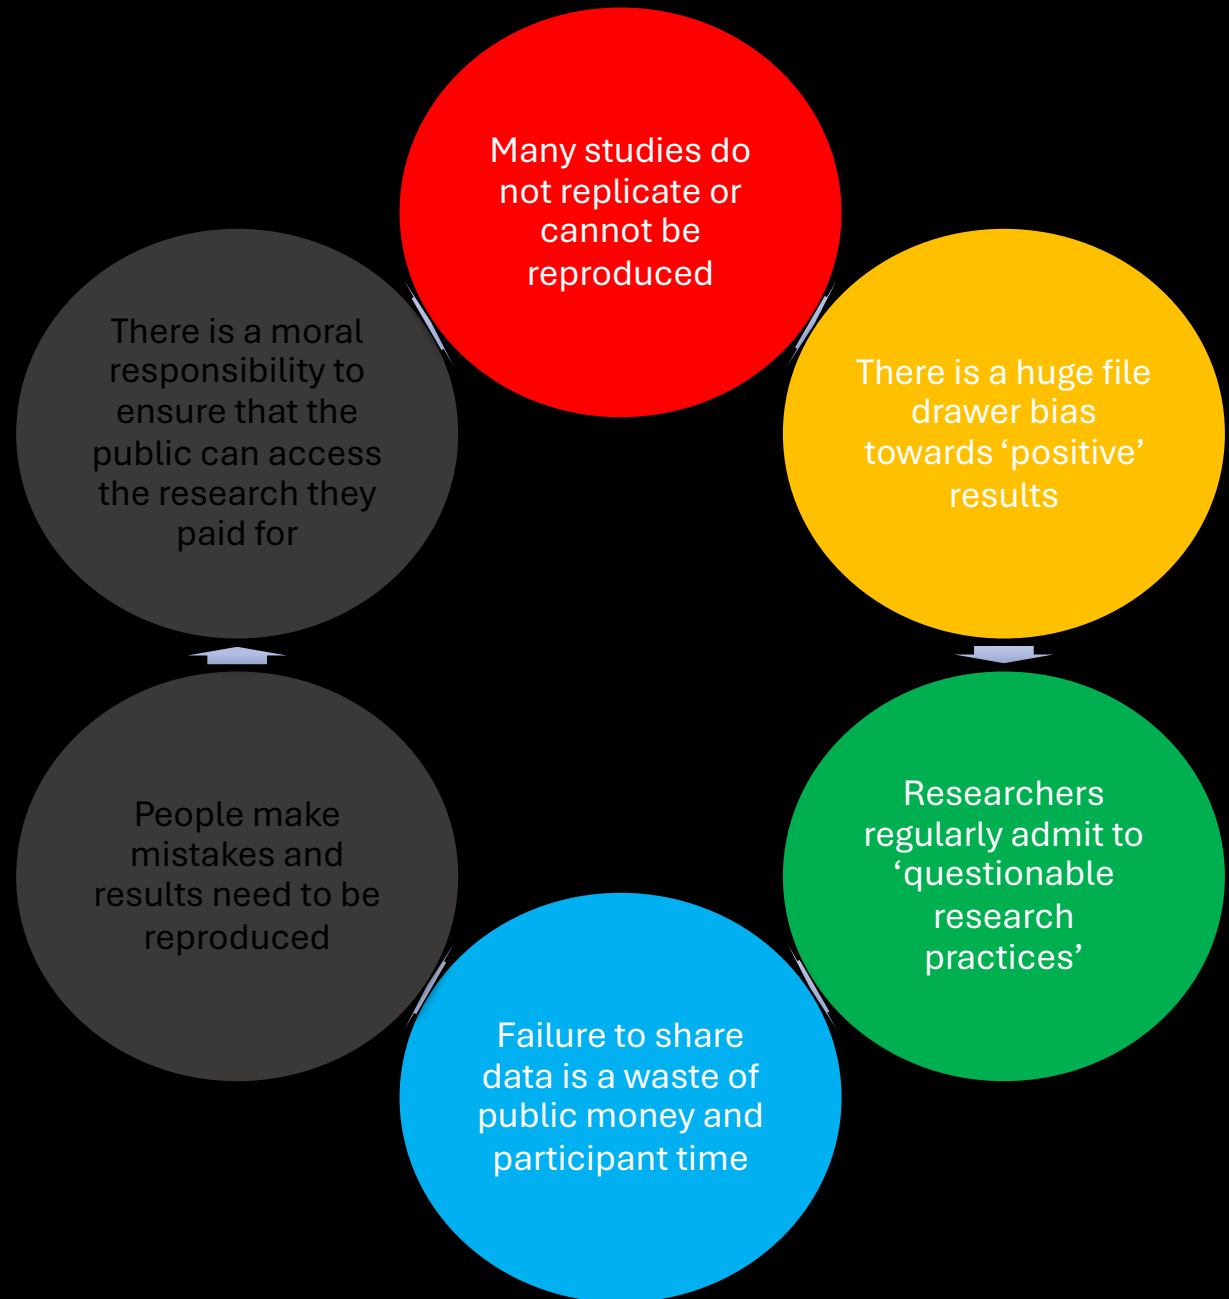 Many studies do
not replicate or
cannot be
reproduced
There is a huge file
drawer bias
towards ‘positive’
results
Researchers
regularly admit to
‘questionable
research
practices’
Failure to share
data is a waste of
public money and
participant time
People make
mistakes and
results need to be
reproduced
There is a moral
responsibility to
ensure that the
public can access
the research they
paid for